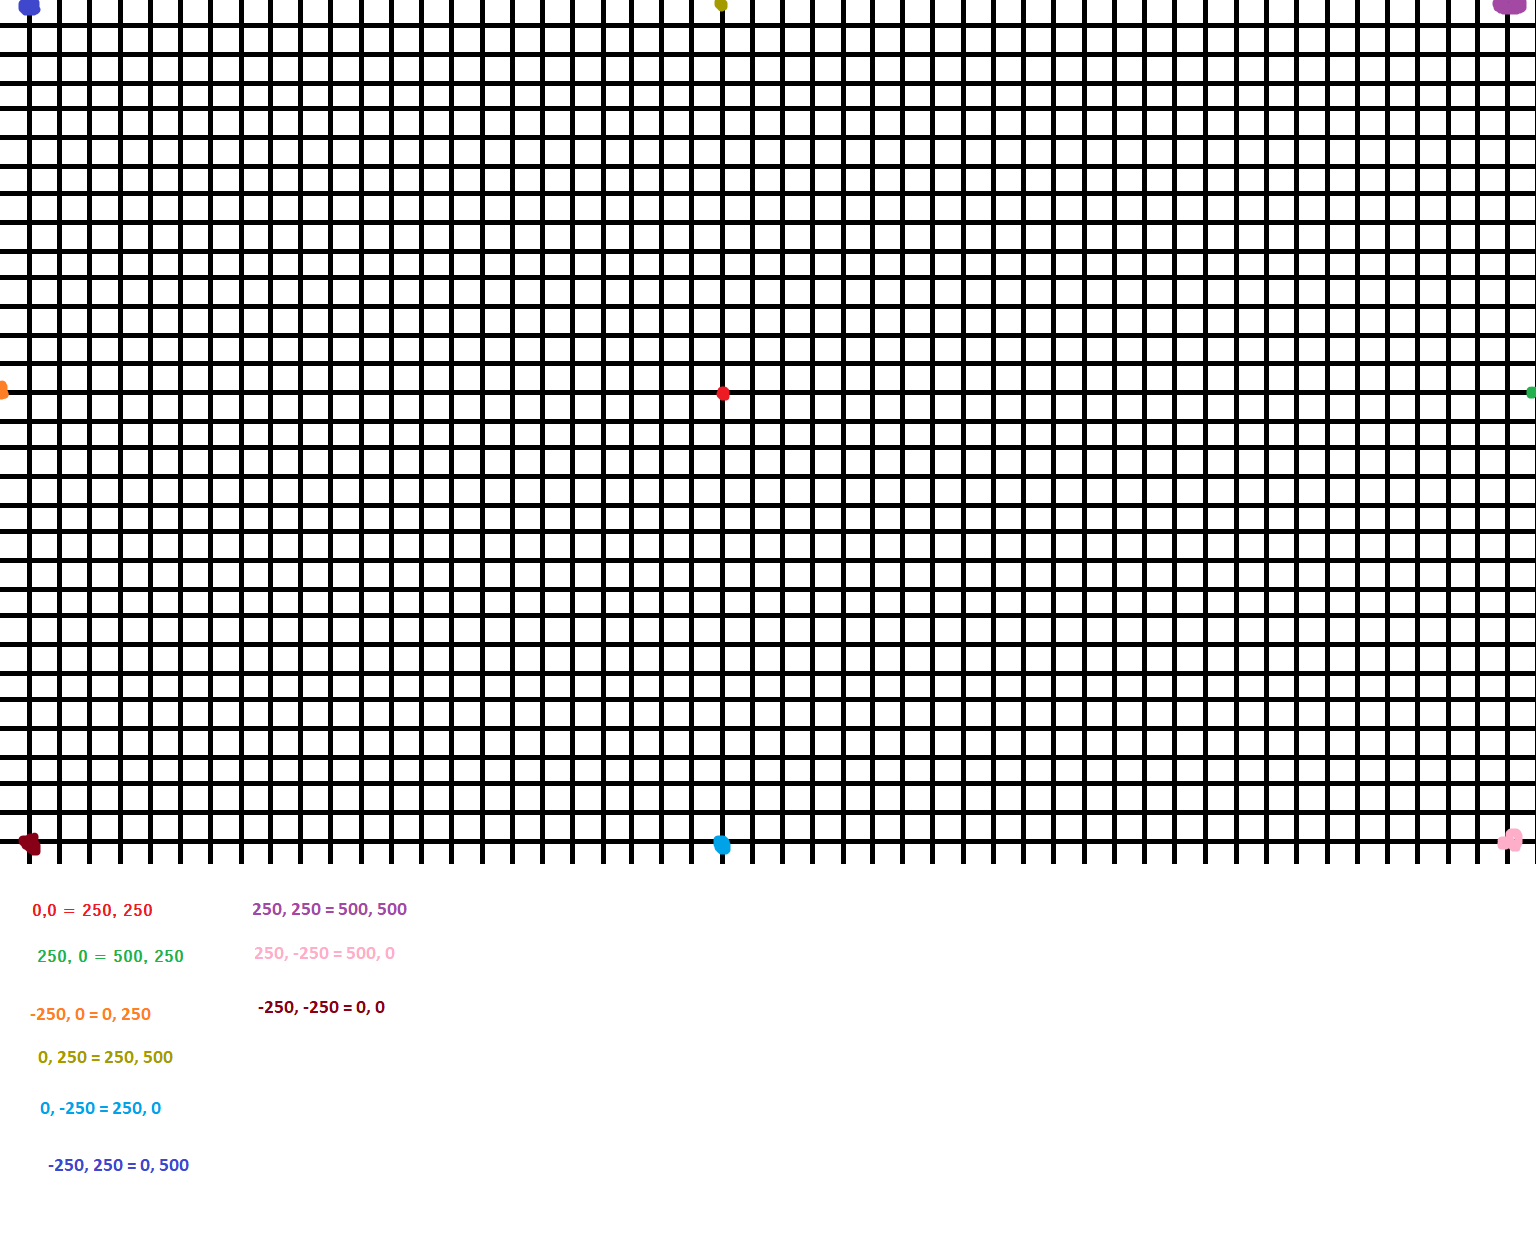 0,0 = 250, 250
250, 0 = 500, 250
-250, 0 = 0, 250
0, 250 = 250, 500
0, -250 = 250, 0
-250, 250 = 0, 500
250, 250 = 500, 500
250, -250 = 500, 0
-250, -250 = 0, 0